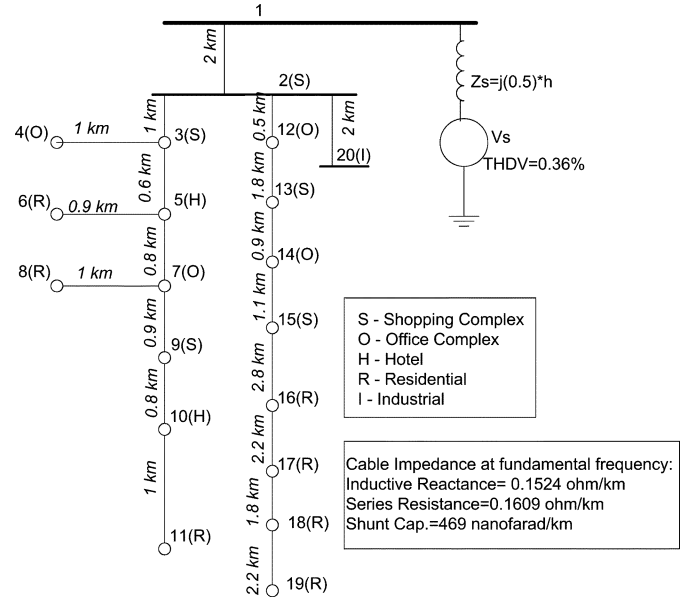 1
2 km
Zs=j(0.5)*h
2(S)
1 km
0.5 km
2 km
Vs
4(O)
1 km
3(S)
12(O)
20(I)
THDV=0.36%
0.6 km
1.8 km
6(R)
0.9 km
5(H)
13(S)
0.8 km
0.9 km
8(R)
1 km
7(O)
14(O)
0.9 km
1.1 km
9(S)
15(S)
S - Shopping Complex
O - Office Complex
H - Hotel
R - Residential
I - Industrial
0.8 km
2.8 km
10(H)
16(R)
1 km
2.2 km
17(R)
Cable Impedance at fundamental frequency:
Inductive Reactance= 0.1524 ohm/km
Series Resistance=0.1609 ohm/km
Shunt Cap.=469 nanofarad/km
1.8 km
11(R)
18(R)
2.2 km
19(R)